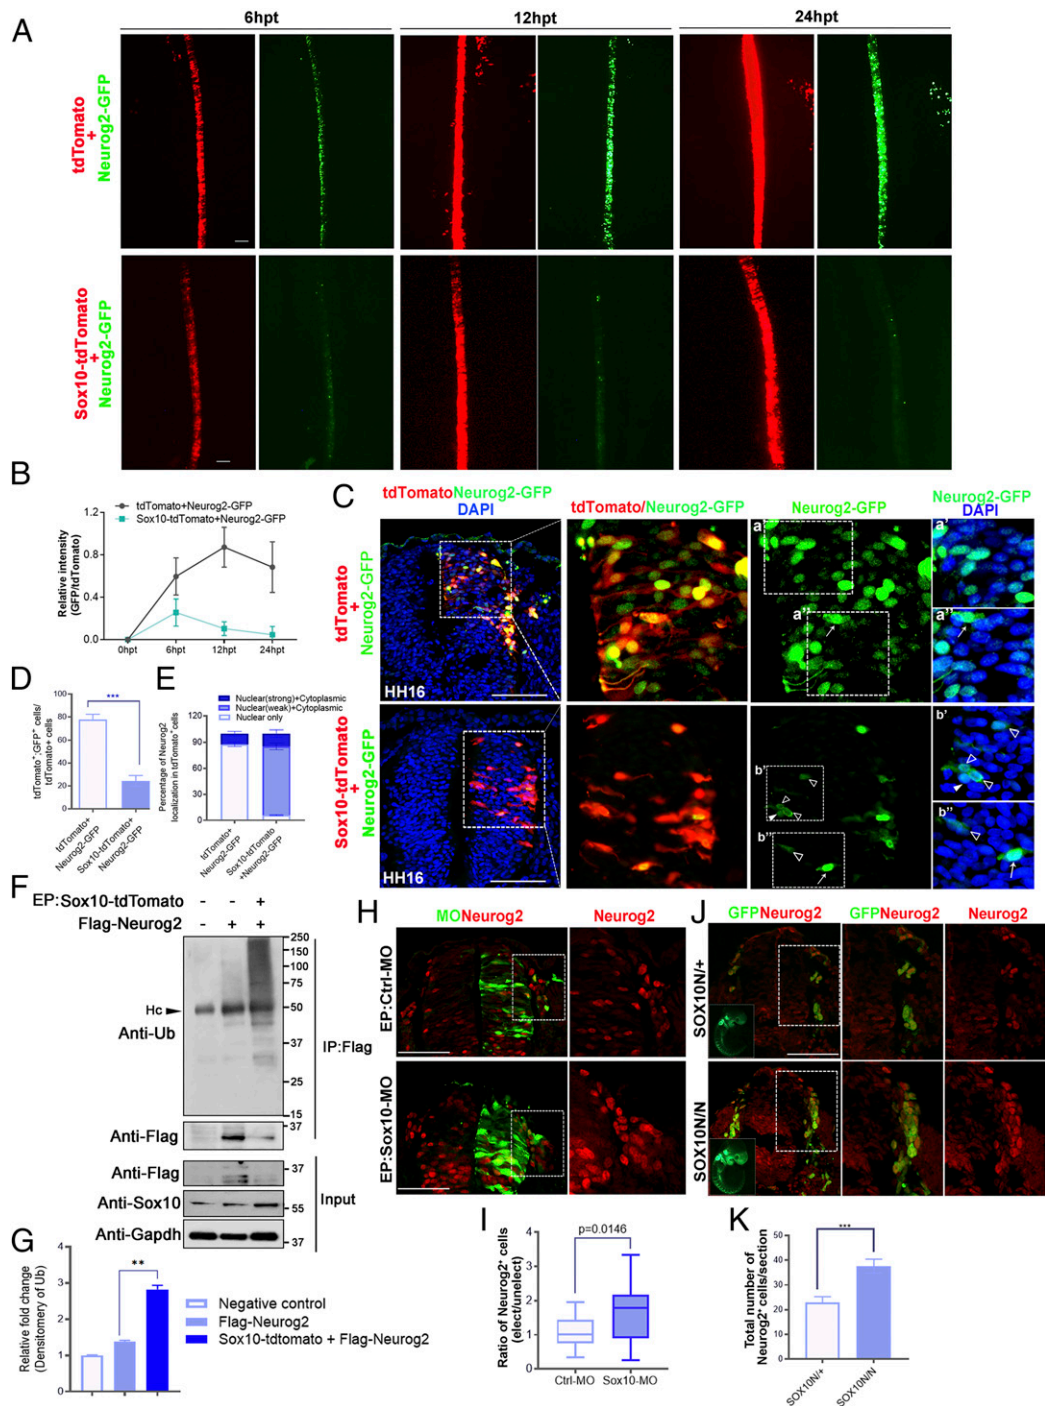 A
6hpt
12hpt
24hpt
tdTomato
+
Neurog2-GFP
Sox10-tdTomato
+
Neurog2-GFP
B
tdTomato+Neurog2-GFP
Sox10-tdTomato+Neurog2-GFP
Relative intensity
(GFP/tdTomato)
1.2
0.8
0.4
0.0
0hpt
6hpt
12hpt
24hpt
C
tdTomatoNeurog2-GFP
DAPI
tdTomato/Neurog2-GFP
Neurog2-GFP
Neurog2-GFP
DAPI
tdTomato
+
Neurog2-GFP
HH16
a'
a''
a'
a''
Sox10-tdTomato
+
Neurog2-GFP
HH16
b'
b''
b'
b''
D
tdTomato+;GFP+ cells/
tdTomato+ cells
100
80
60
40
20
0
***
tdTomato+
Neurog2-GFP
Sox10-tdTomato+
Neurog2-GFP
E
Nuclear(strong)+Cytoplasmic
Nuclear(weak)+Cytoplasmic
Nuclear only
Percentage of Neurog2
localization in tdTomato+ cells
120
90
60
30
0
tdTomato+
Neurog2-GFP
Sox10-tdTomato
+Neurog2-GFP
F
EP:Sox10-tdTomato
- - +
Flag-Neurog2
- + +
250
150
100
75
50
37
25
15
Hc
Anti-Ub
IP:Flag
Anti-Flag
37
Anti-Flag
37
Anti-Sox10
55
Anti-Gapdh
37
Input
G
Relative fold change
(Densitomery of Ub)
4
3
2
1
0
**
Negative control
Flag-Neurog2
Sox10-tdtomato + Flag-Neurog2
H
MONeurog2
Neurog2
EP:Ctrl-MO
EP:Sox10-MO
I
Ratio of Neurog2+ cells
(elect/unelect)
4
3
2
1
0
p=0.0146
Ctrl-MO
Sox10-MO
J
GFPNeurog2
GFPNeurog2
Neurog2
SOX10N/+
SOX10N/N
K
Total number of
Neurog2+ cells/section
50
40
30
20
10
0
***
SOX10N/+
SOX10N/N